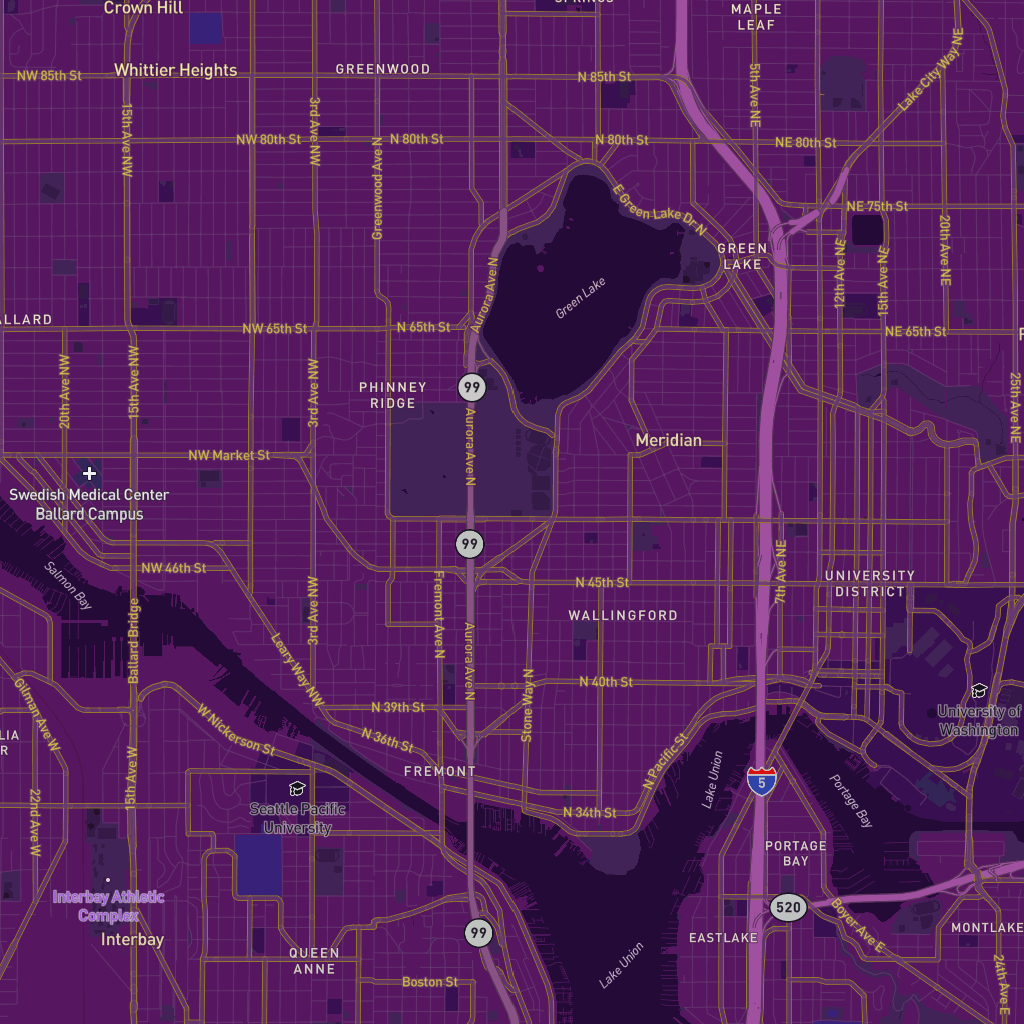 Crown Hill
MAPLE
LEAF
Whittier Heights
GREENWOOD
NW 85th St
N 85th St
5th Ave NE
Lake City Way NE
15th Ave NW
3rd Ave NW
NW 80th St
N 80th St
N 80th St
NE 80th St
Greenwood Ave N
E Green Lake Dr N
NE 75th St
20th Ave NE
GREEN
LAKE
12th Ave NE
15th Ave NE
Aurora Ave N
Green Lake
NW 65th St
N 65th St
NE 65th St
20th Ave NW
15th Ave NW
3rd Ave NW
PHINNEY
RIDGE
99
25th Ave NE
Aurora Ave N
Meridian
NW Market St
Swedish Medical Center
Ballard Campus
99
NW 46th St
Salmon Bay
N 45th St
7th Ave NE
UNIVERSITY
DISTRICT
Ballard Bridge
3rd Ave NW
Fremont Ave N
Aurora Ave N
WALLINGFORD
Leary Way NW
Stone Way N
N 40th St
University of
Washington
Gilman Ave W
W Nickerson St
N 39th St
N 36th St
FREMONT
N Pacific St
Lake Union
5
Portage Bay
15th Ave W
22nd Ave W
Seattle Pacific
University
N 34th St
PORTAGE
BAY
Interbay Athletic
Complex
Interbay
520
Boyer Ave E
99
EASTLAKE
MONTLAKE
QUEEN
ANNE
Lake Union
Boston St
24th Ave E